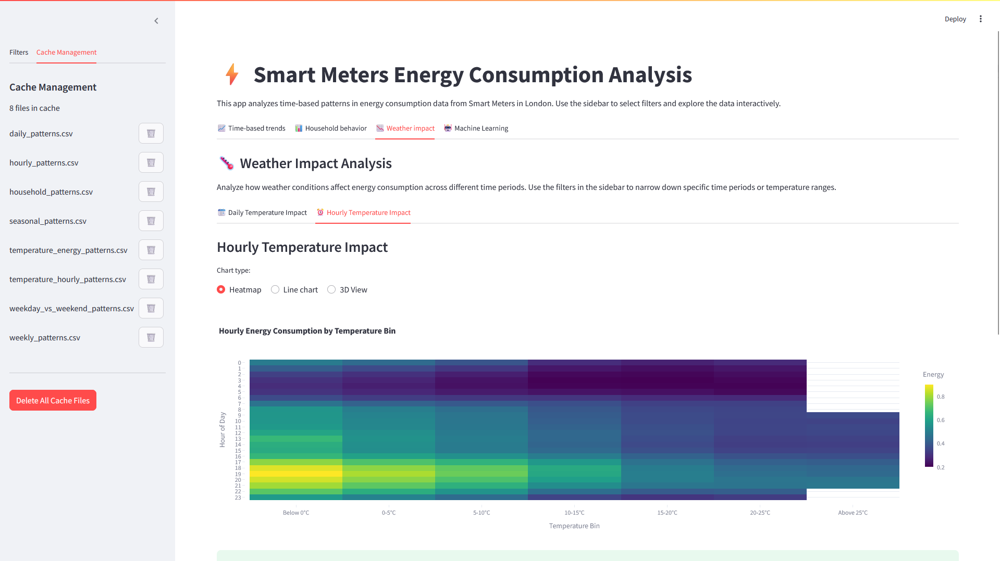 Deploy
Filters Cache Management
Cache Management
8 files in cache
daily_patterns.csv
hourly_patterns.csv
household_patterns.csv
seasonal_patterns.csv
temperature_energy_patterns.csv
temperature_hourly_patterns.csv
weekday_vs_weekend_patterns.csv
weekly_patterns.csv
Delete All Cache Files
Smart Meters Energy Consumption Analysis
This app analyzes time-based patterns in energy consumption data from Smart Meters in London. Use the sidebar to select filters and explore the data interactively.
Time-based trends Household behavior Weather impact Machine Learning
Weather Impact Analysis
Analyze how weather conditions affect energy consumption across different time periods. Use the filters in the sidebar to narrow down specific time periods or temperature ranges.
Daily Temperature Impact Hourly Temperature Impact
Hourly Temperature Impact
Chart type:
Heatmap Line chart 3D View
Hourly Energy Consumption by Temperature Bin
Hour of Day
0
1
2
3
4
5
6
7
8
9
10
11
12
13
14
15
16
17
18
19
20
21
22
23
Below 0°C 0-5°C 5-10°C 10-15°C 15-20°C 20-25°C Above 25°C
Temperature Bin
Energy
0.8
0.6
0.4
0.2